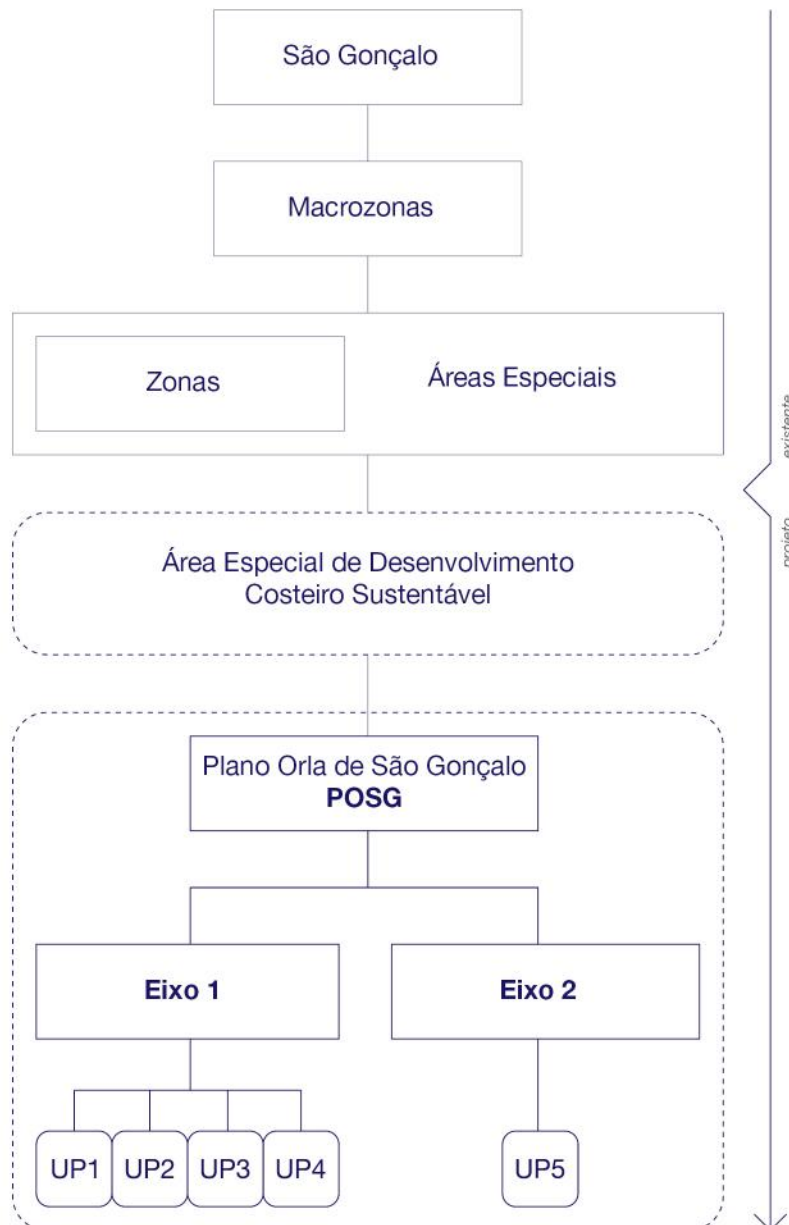 São Gonçalo
Macrozonas
Zonas
Áreas Especiais
existente
projeto
Área Especial de Desenvolvimento
Costeiro Sustentável
Plano Orla de São Gonçalo
POSG
Eixo 1
Eixo 2
UP1
UP2
UP3
UP4
UP5